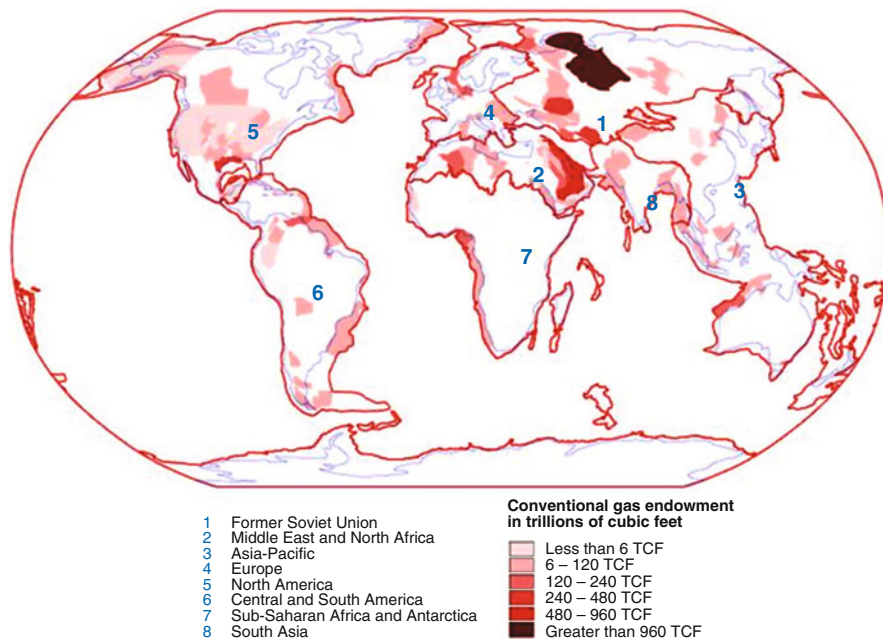 4
1
5
2
3
8
7
6
1 Former Soviet Union
2 Middle East and North Africa
3 Asia-Pacific
4 Europe
5 North America
6 Central and South America
7 Sub-Saharan Africa and Antarctica
8 South Asia
Conventional gas endowment
in trillions of cubic feet
Less than 6 TCF
6 – 120 TCF
120 – 240 TCF
240 – 480 TCF
480 – 960 TCF
Greater than 960 TCF